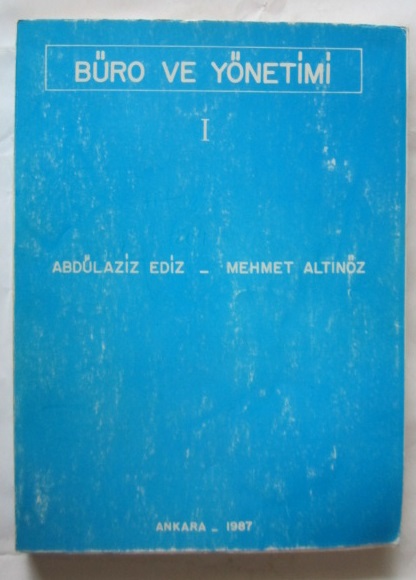 BÜRO VE YÖNETİMİ
I
ABDÜLAZİZ EDİZ _ MEHMET ALTINÖZ
ANKARA _ 1987